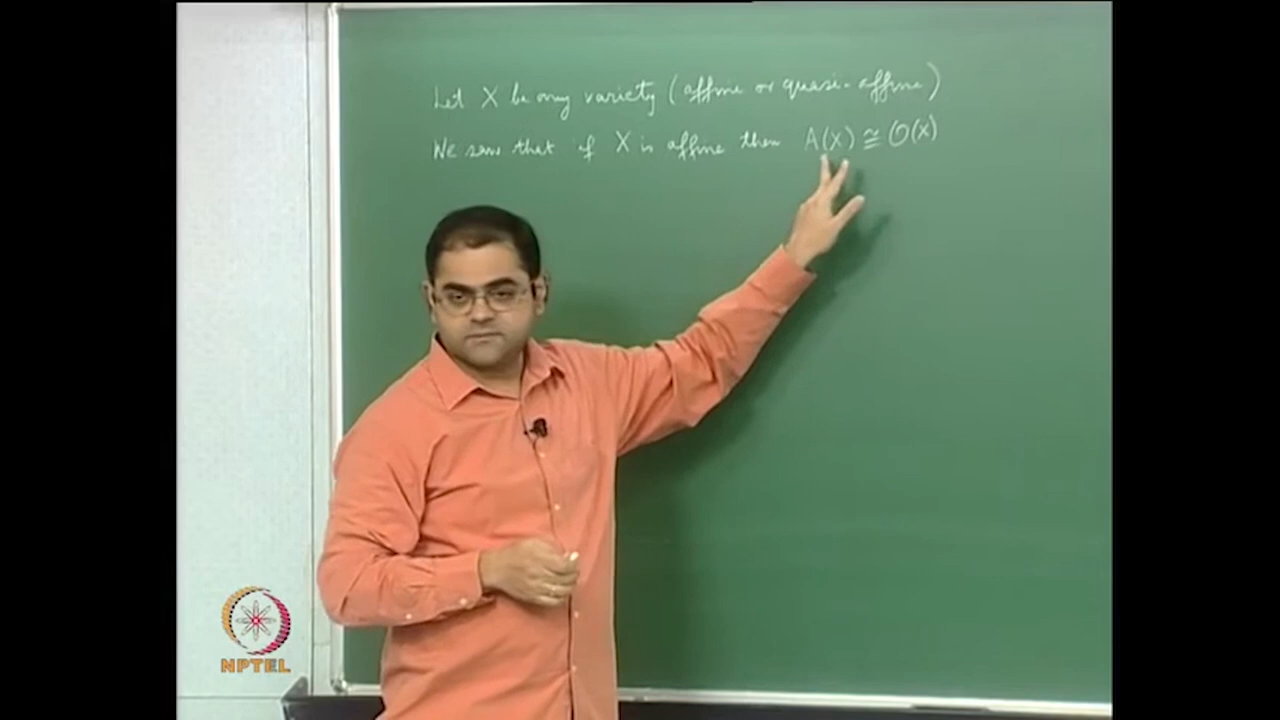 Let X be any variety (affine or quasi-affine)
We saw that if X is affine then A(X) ≅ O(X)
NPTEL